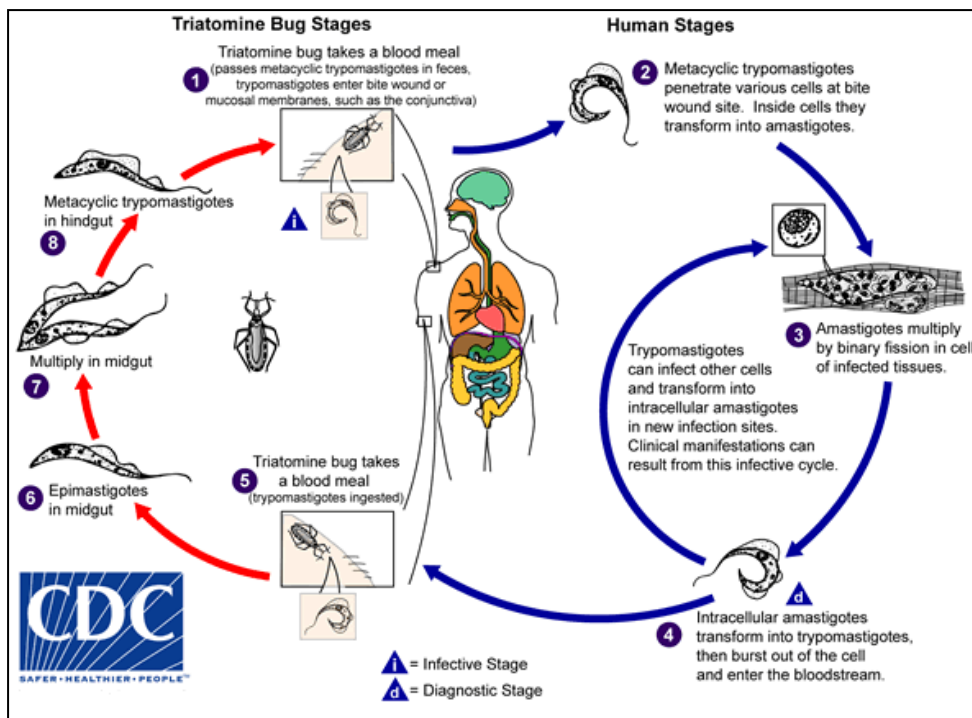 Triatomine Bug Stages
Human Stages
Triatomine bug takes a blood meal
(passes metacyclic trypomastigotes in feces,
trypomastigotes enter bite wound or
mucosal membranes, such as the conjunctiva)
1
i
2
Metacyclic trypomastigotes
penetrate various cells at bite
wound site. Inside cells they
transform into amastigotes.
3
Amastigotes multiply
by binary fission in cell
of infected tissues.
Trypomastigotes
can infect other cells
and transform into
intracellular amastigotes
in new infection sites.
Clinical manifestations can
result from this infective cycle.
d
4
Intracellular amastigotes
transform into trypomastigotes,
then burst out of the cell
and enter the bloodstream.
5
Triatomine bug takes
a blood meal
(trypomastigotes ingested)
6
Epimastigotes
in midgut
Multiply in midgut
7
Metacyclic trypomastigotes
in hindgut
8
CDC
SAFER•HEALTHIER•PEOPLE™
i = Infective Stage
d = Diagnostic Stage